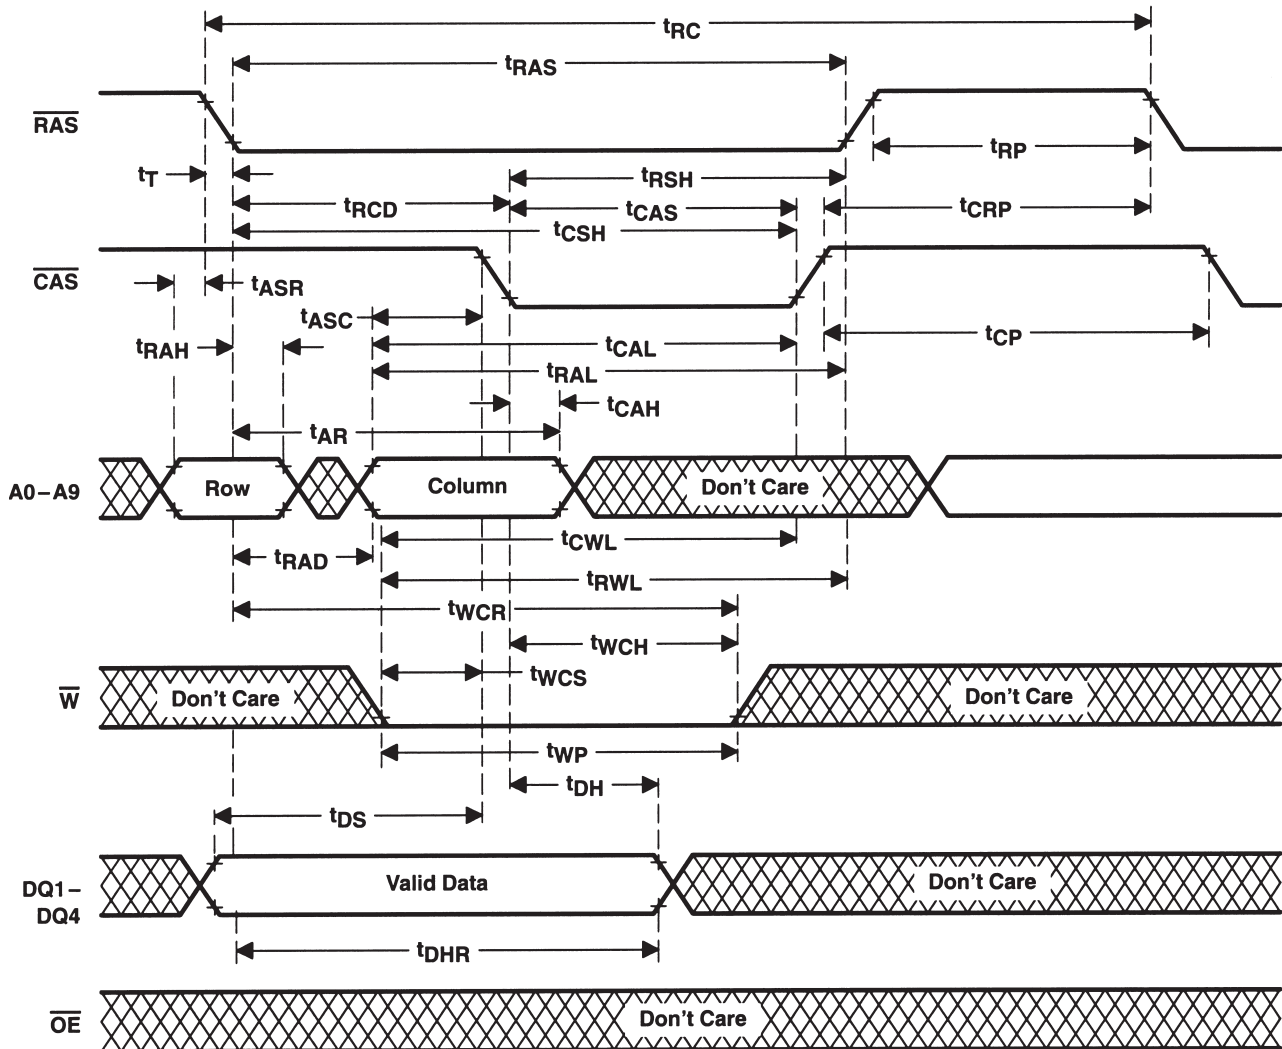 tRC
tRAS
RAS
tRP
tT
tRSH
tRCD
tCAS
tCRP
tCSH
CAS
tASR
tASC
tRAH
tCAL
tCP
tRAL
tCAH
tAR
A0–A9
Row
Column
Don't Care
tCWL
tRAD
tRWL
tWCR
tWCH
tWCS
W
Don't Care
Don't Care
tWP
tDH
tDS
DQ1–
DQ4
Valid Data
Don't Care
tDHR
OE
Don't Care